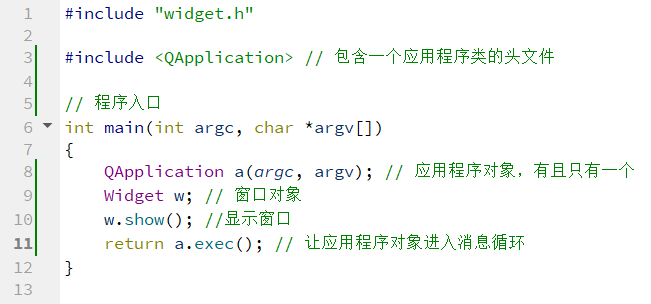 1 #include "widget.h"
2
3 #include <QApplication> // 包含一个应用程序类的头文件
4
5 // 程序入口
6 int main(int argc, char *argv[])
7 {
8 QApplication a(argc, argv); // 应用程序对象，有且只有一个
9 Widget w; // 窗口对象
10 w.show(); //显示窗口
11 return a.exec(); // 让应用程序对象进入消息循环
12 }
13